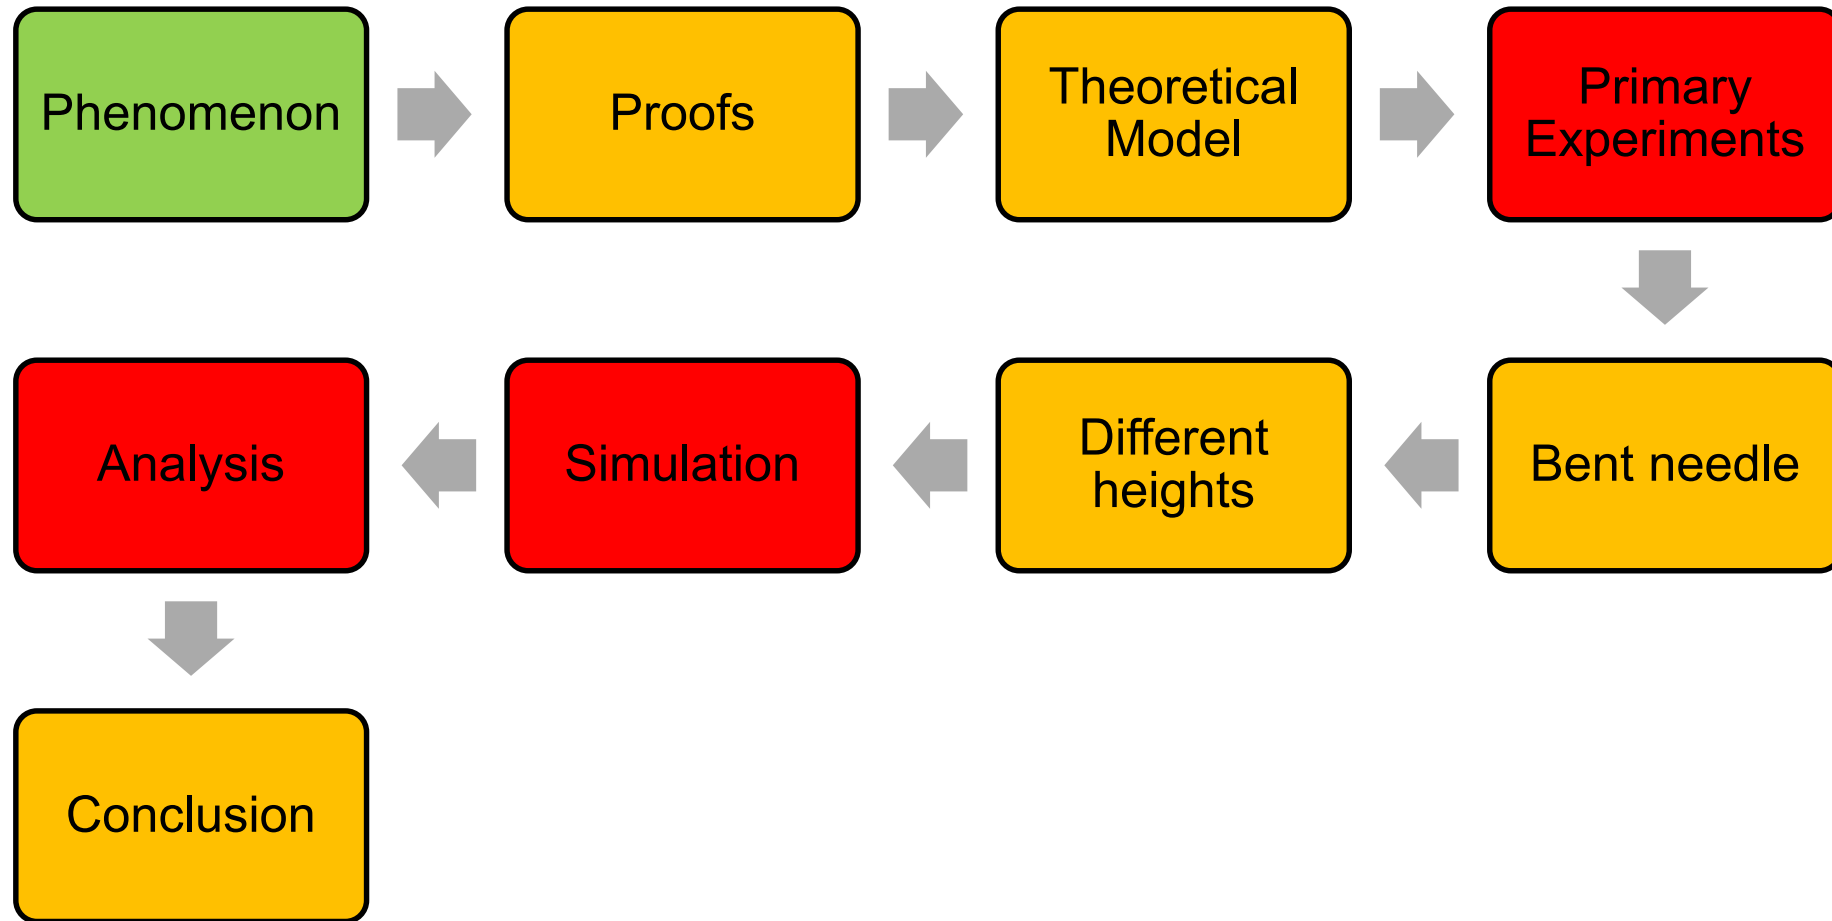 Phenomenon
Proofs
Theoretical
Model
Primary
Experiments
Bent needle
Different
heights
Simulation
Analysis
Conclusion